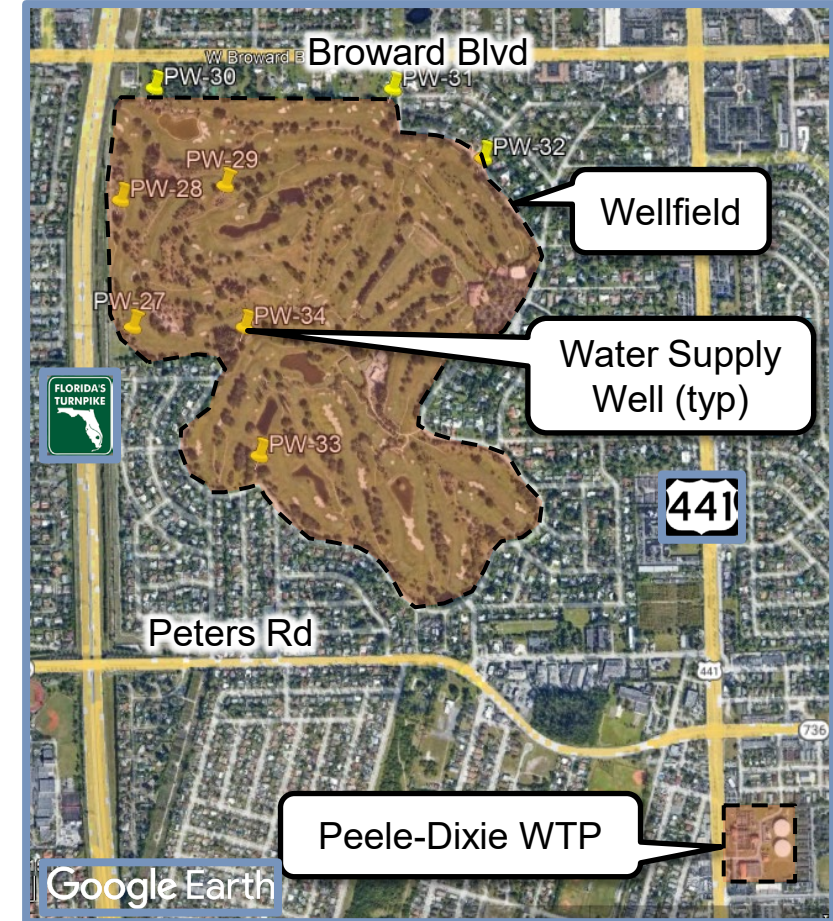 Broward Blvd
W Broward B
PW-30
PW-31
PW-32
PW-29
PW-28
Wellfield
PW-27
PW-34
Water Supply
Well (typ)
FLORIDA'S
TURNPIKE
PW-33
441
Peters Rd
441
736
Peele-Dixie WTP
Google Earth